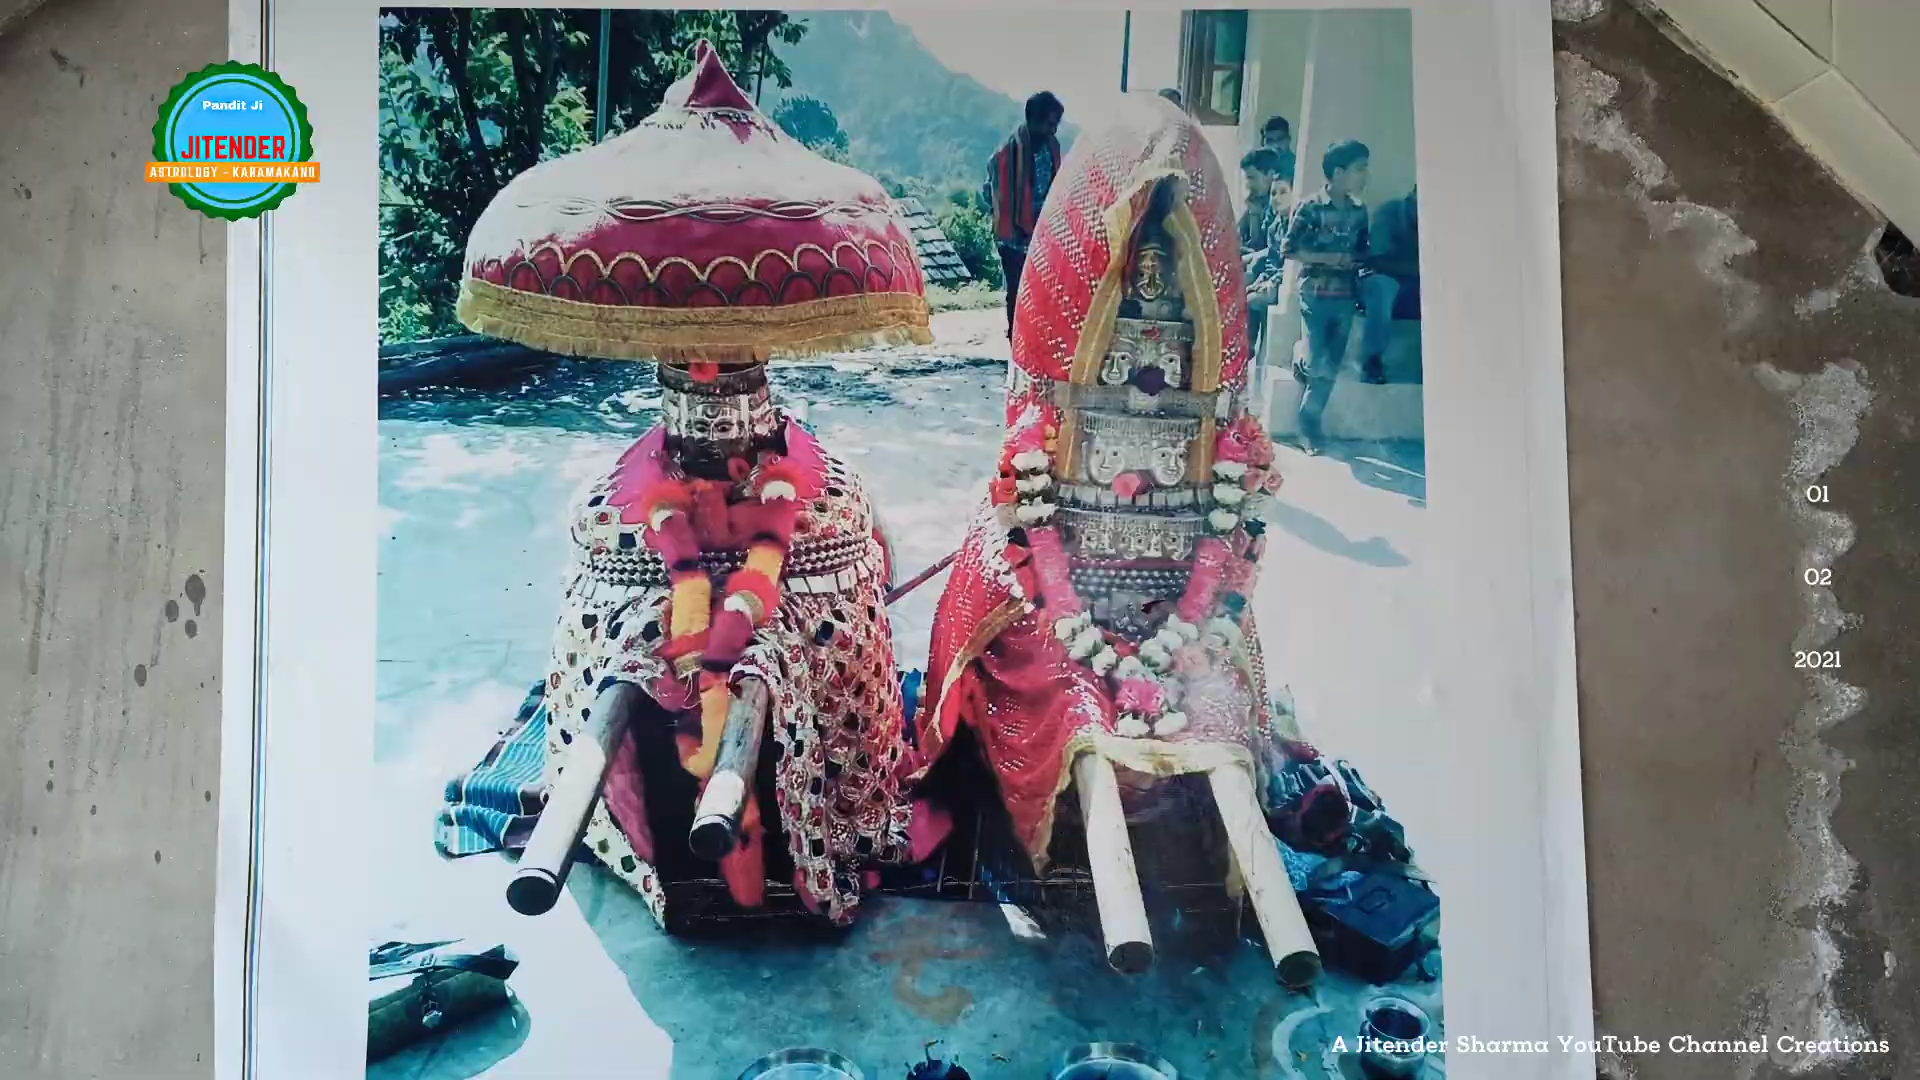 Pandit Ji
JITENDER
ASTROLOGY - KARAMAKAND
01
02
2021
A Jitender Sharma YouTube Channel Creations